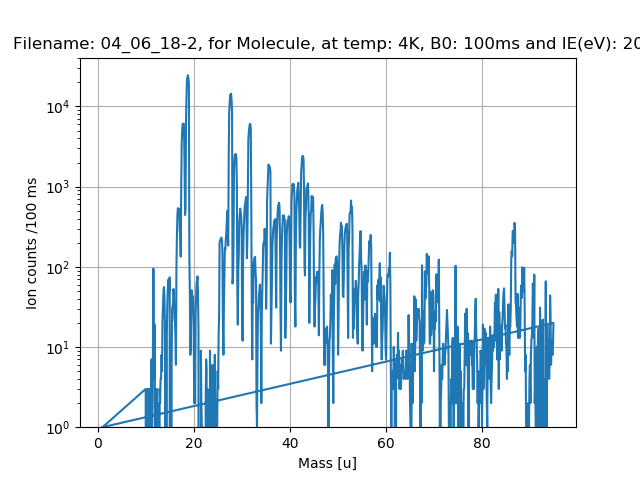 Filename: 04_06_18-2, for Molecule, at temp: 4K, B0: 100ms and IE(eV): 20
Ion counts /100 ms
10⁴
10³
10²
10¹
10⁰
0 20 40 60 80
Mass [u]